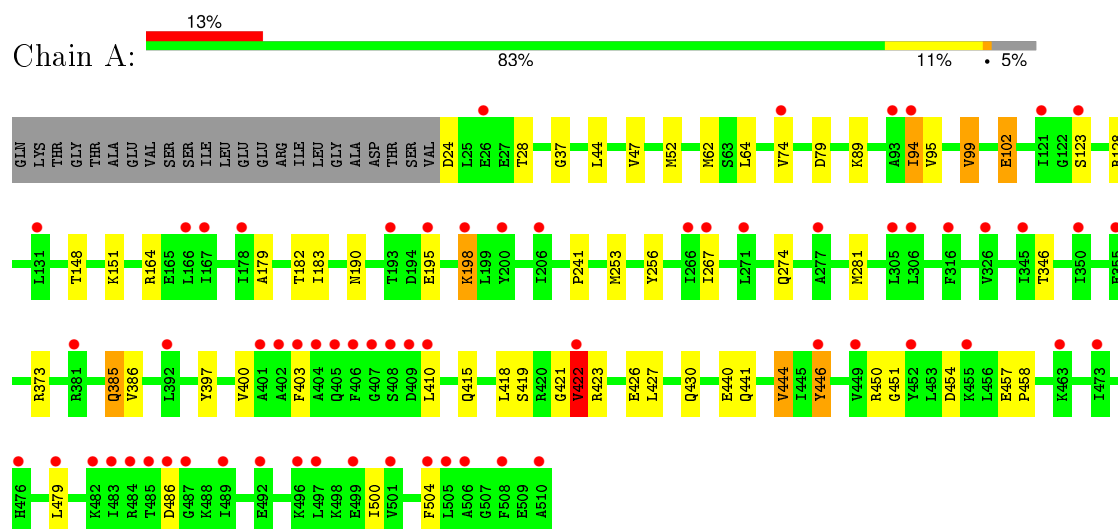 13%
Chain A:
83% 11% • 5%
GLN LYS THR GLY THR THR ALA GLU VAL SER SER ILE LEU GLU GLU ARG ILE LEU GLY ALA ASP THR SER VAL D24 L25 E26 E27 T28 G37 L44 V47 M52 M62 S63 L64 V74 D79 K89 A93 I94 V95 V99 E102 I121 G122 S123
L131 T148 K151 R164 E165 L166 I167 I178 A179 T182 I183 N190 T193 D194 E195 K198 L199 Y200 I206 P241 M253 Y256 I266 I267 L271 Q274 A277 M281 L305 L306 F316 V326 I345 T346 I350
R373 R381 Q385 V386 L392 Y397 V400 A401 A402 F403 A404 Q405 F406 G407 S408 D409 L410 Q415 L418 S419 R420 G421 V422 R423 E426 L427 Q430 E440 Q441 V444 I445 Y446 V449 R450 G451 Y452 L453 D454 K455 L456 E457 P458 K463 I473
H476 L479 K482 I483 R484 T485 D486 G487 K488 I489 E492 K496 L497 K498 E499 I500 V501 F504 L505 A506 G507 F508 E509 A510